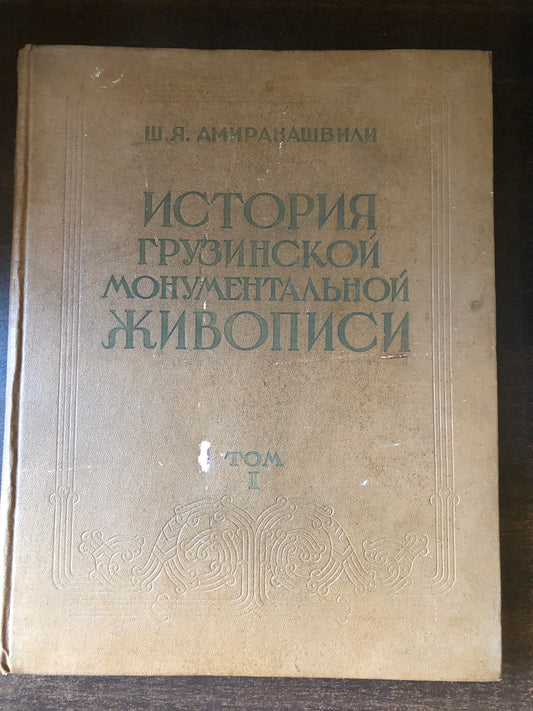 Ш.Я. АМИРАНАШВИЛИ
ИСТОРИЯ
ГРУЗИНСКОЙ
МОНУМЕНТАЛЬНОЙ
ЖИВОПИСИ
ТОМ
I